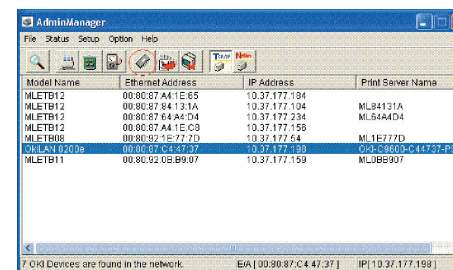 AdminManager
File Status Setup Option Help
Model Name Ethernet Address IP Address Print Server Name
MLETB12 00:80:87:A4:1E:65 10.37.177.184
MLETB12 00:80:87:84:13:1A 10.37.177.104 ML84131A
MLETB12 00:80:87:64:A4:D4 10.37.177.234 ML64A4D4
MLETB12 00:80:87:A4:1E:C8 10.37.177.156
MLETB08 00:80:92:1E:77:7D 10.37.177.54 ML1E777D
OkiLAN 8200e 00:80:87:C4:47:37 10.37.177.198 OKI-C9600-C44737-P
MLETB11 00:80:92:0B:B9:07 10.37.177.159 ML0BB907
7 OKI Devices are found in the network. E/A [ 00:80:87:C4:47:37 ] IP[ 10.37.177.198 ]